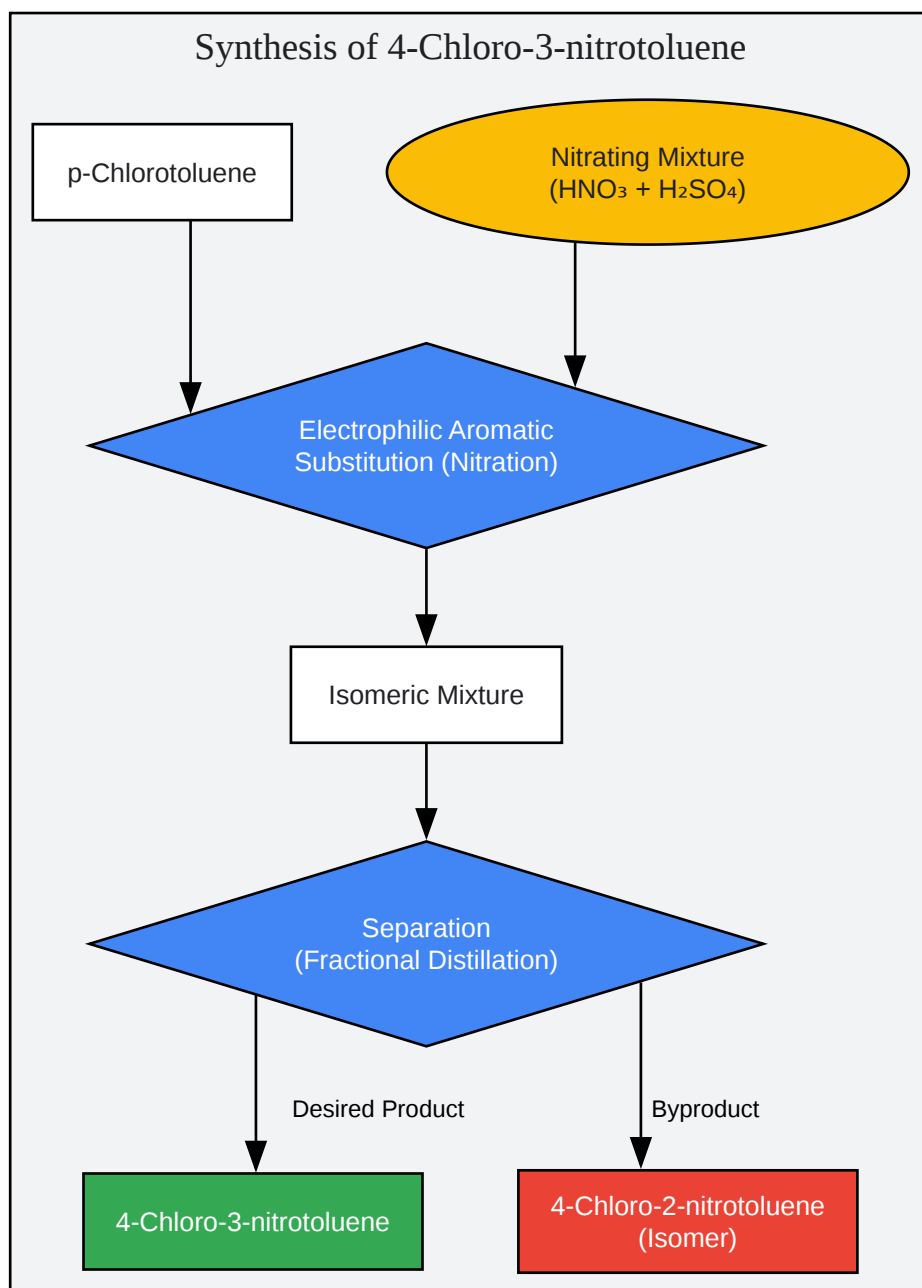 Synthesis of 4-Chloro-3-nitrotoluene
p-Chlorotoluene
Nitrating Mixture
(HNO₃ + H₂SO₄)
Electrophilic Aromatic
Substitution (Nitration)
Isomeric Mixture
Separation
(Fractional Distillation)
Desired Product
Byproduct
4-Chloro-3-nitrotoluene
4-Chloro-2-nitrotoluene
(Isomer)